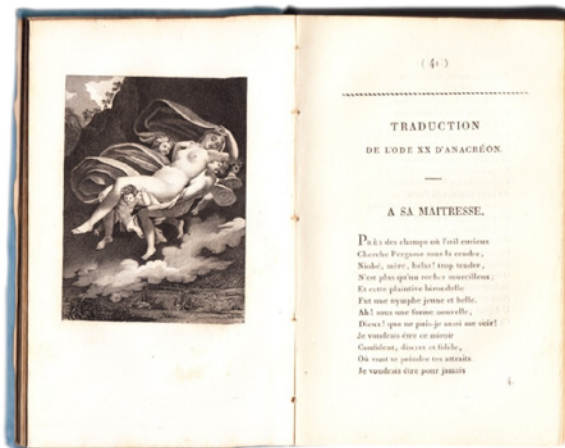 ( 41 )
TRADUCTION
DE L'ODE XX D'ANACRÉON.
A SA MAITRESSE.
Près des champs où l'œil curieux
Cherche Pergame sous la cendre,
Niobé, mère, hélas! trop tendre,
N'est plus qu'un rocher sourcilleux;
Et cette plaintive hirondelle
Fut une nymphe jeune et belle.
Ah! sous une forme nouvelle,
Dieux! que ne puis-je aussi me voir!
Je voudrais être ce miroir
Confident, discret et fidèle,
Où vont se peindre tes attraits.
Je voudrais être pour jamais
4.